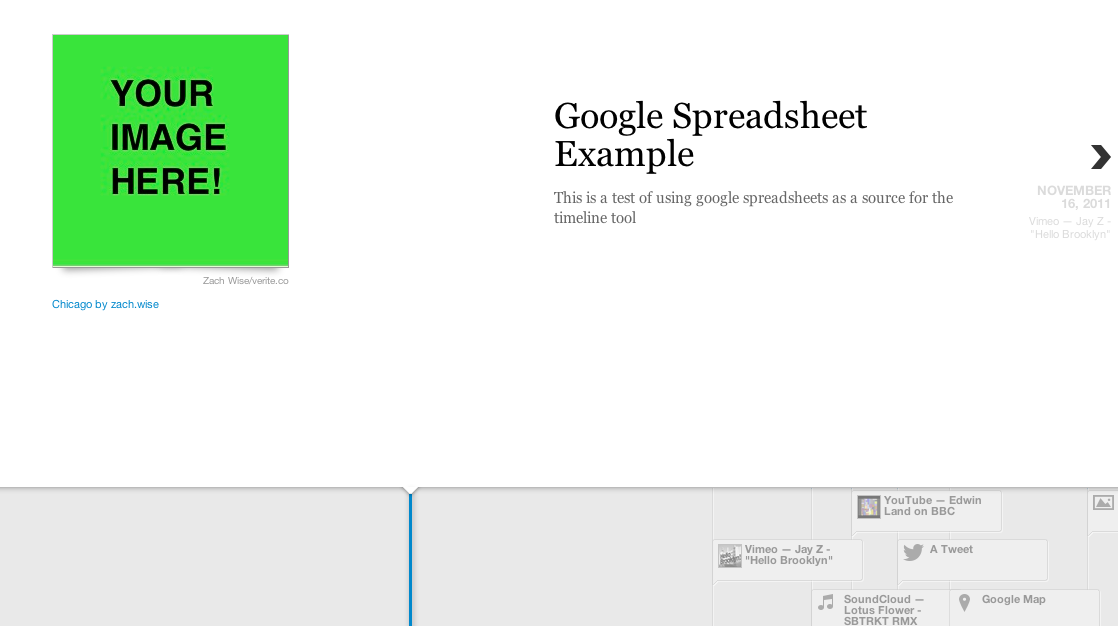 YOUR
IMAGE
HERE!
Zach Wise/verite.co
Chicago by zach.wise
Google Spreadsheet
Example
This is a test of using google spreadsheets as a source for the
timeline tool
NOVEMBER
16, 2011
Vimeo — Jay Z -
"Hello Brooklyn"
YouTube — Edwin
Land on BBC
Vimeo — Jay Z -
"Hello Brooklyn"
A Tweet
SoundCloud —
Lotus Flower -
SBTRKT RMX
Google Map